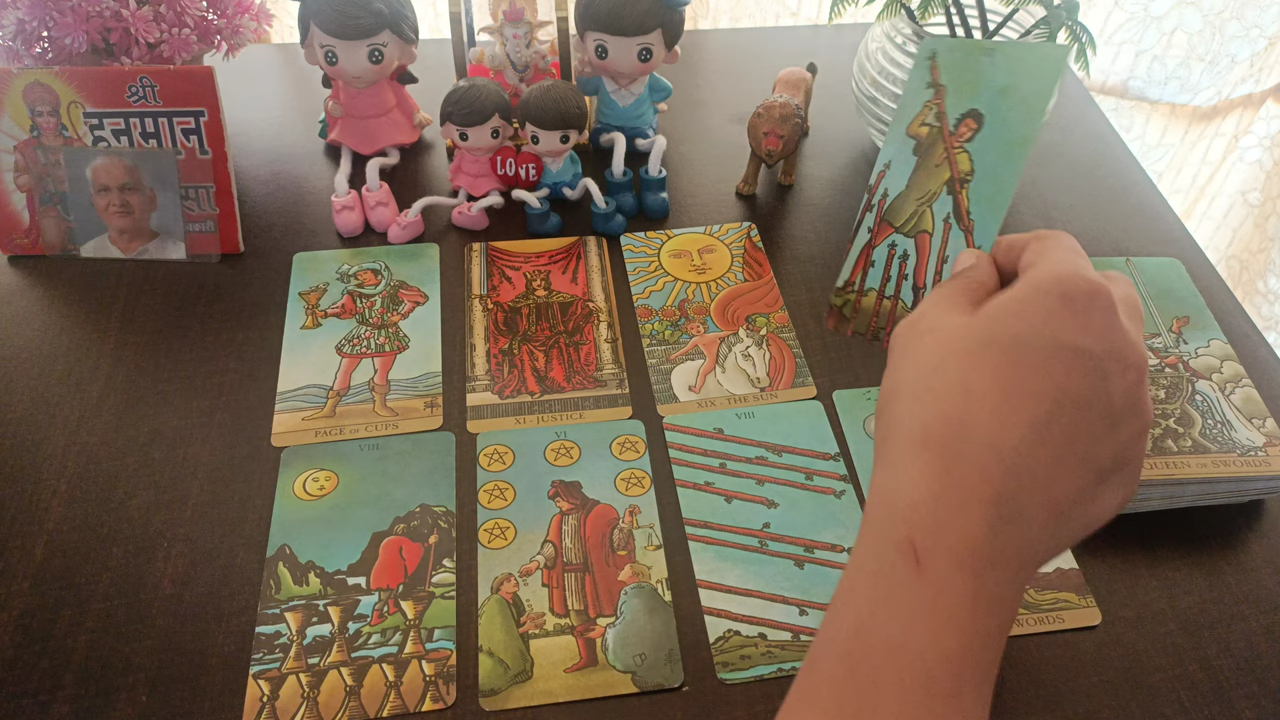 श्री
हनुमान
सा
LOVE
PAGE OF CUPS
XI - JUSTICE
XIX - THE SUN
QUEEN OF SWORDS
VIII
VI
VIII
WORDS